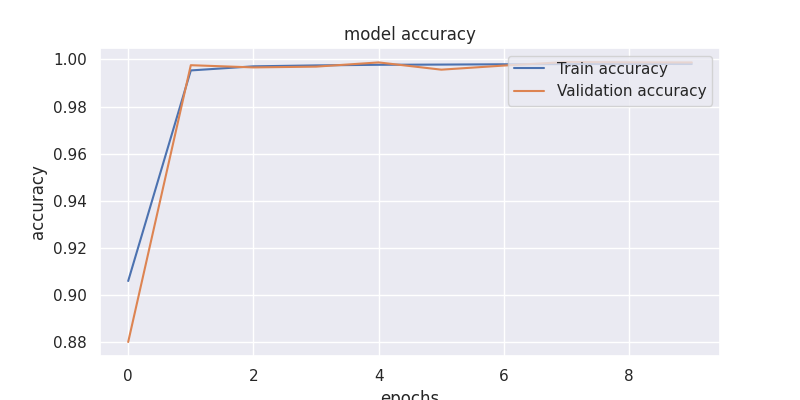 model accuracy
1.00
0.98
0.96
0.94
0.92
0.90
0.88
accuracy
Train accuracy
Validation accuracy
0 2 4 6 8
epochs